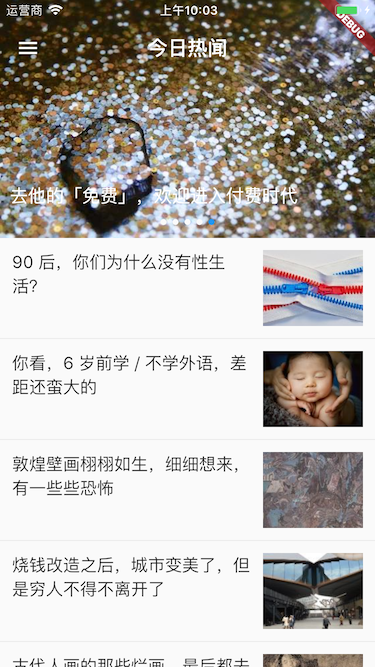 运营商 上午10:03
DEBUG
今日热闻
去他的「免费」，欢迎进入付费时代
90 后，你们为什么没有性生
活？
你看，6 岁前学 / 不学外语，差
距还蛮大的
敦煌壁画栩栩如生，细细想来，
有一些些恐怖
烧钱改造之后，城市变美了，但
是穷人不得不离开了
古代人画的那些烂画，最后都去